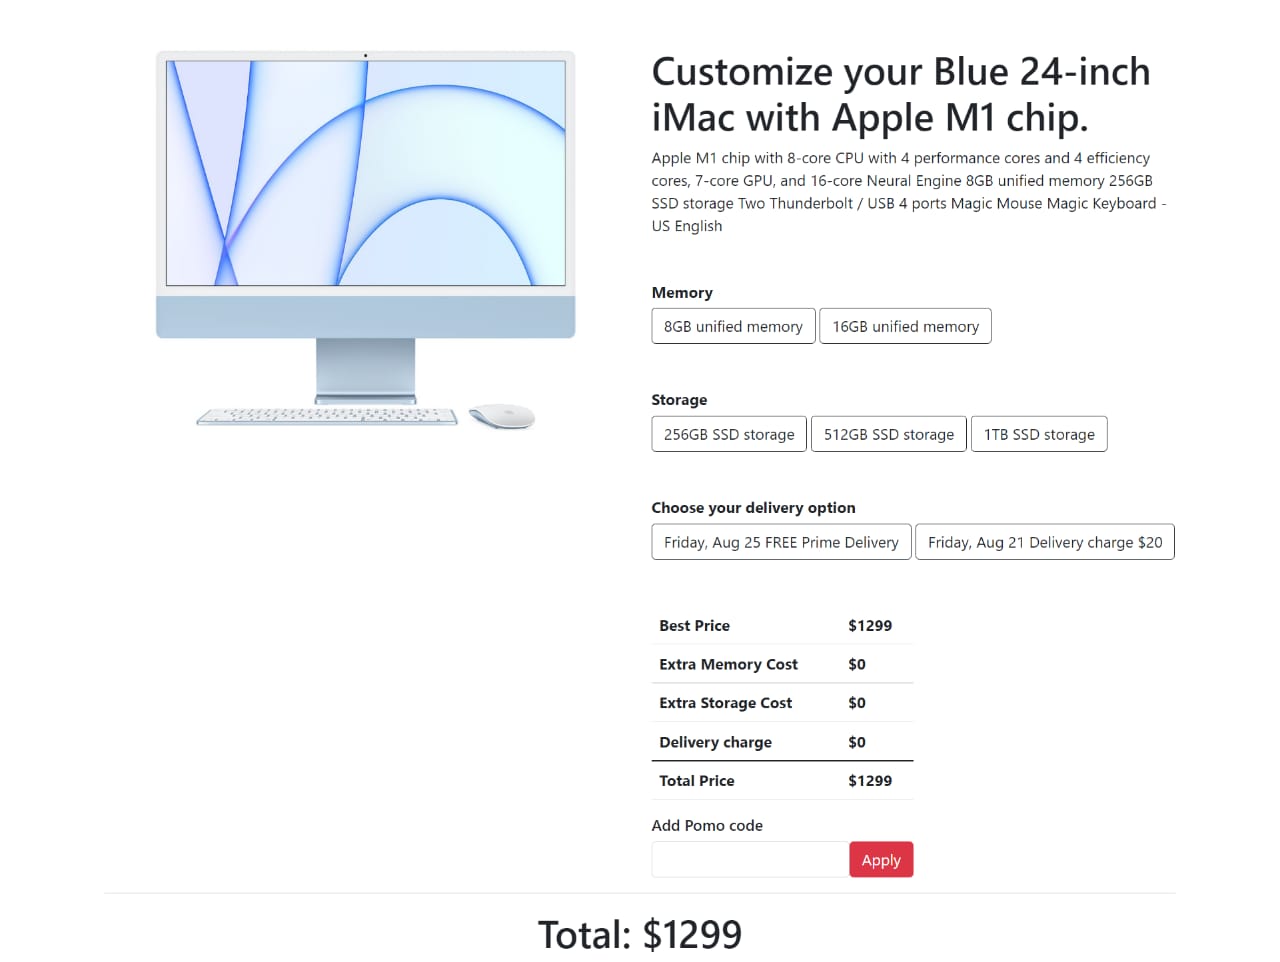 Customize your Blue 24-inch
iMac with Apple M1 chip.
Apple M1 chip with 8-core CPU with 4 performance cores and 4 efficiency
cores, 7-core GPU, and 16-core Neural Engine 8GB unified memory 256GB
SSD storage Two Thunderbolt / USB 4 ports Magic Mouse Magic Keyboard -
US English
Memory
8GB unified memory 16GB unified memory
Storage
256GB SSD storage 512GB SSD storage 1TB SSD storage
Choose your delivery option
Friday, Aug 25 FREE Prime Delivery Friday, Aug 21 Delivery charge $20
Best Price $1299
Extra Memory Cost $0
Extra Storage Cost $0
Delivery charge $0
Total Price $1299
Add Pomo code
Apply
Total: $1299